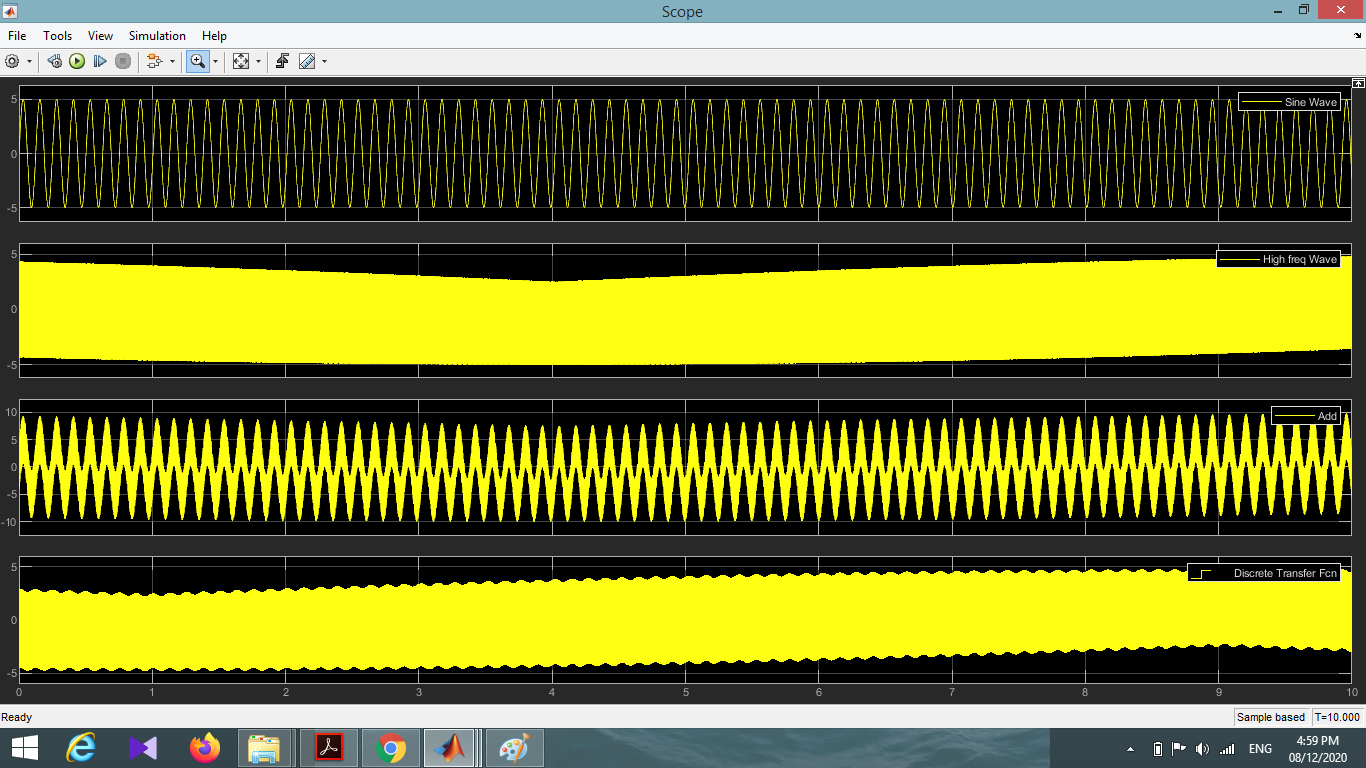 Scope
File Tools View Simulation Help
5
0
-5
Sine Wave
5
0
-5
High freq Wave
10
5
0
-5
-10
Add
5
0
-5
Discrete Transfer Fcn
0 1 2 3 4 5 6 7 8 9 10
Ready
Sample based T=10.000
ENG
4:59 PM
08/12/2020